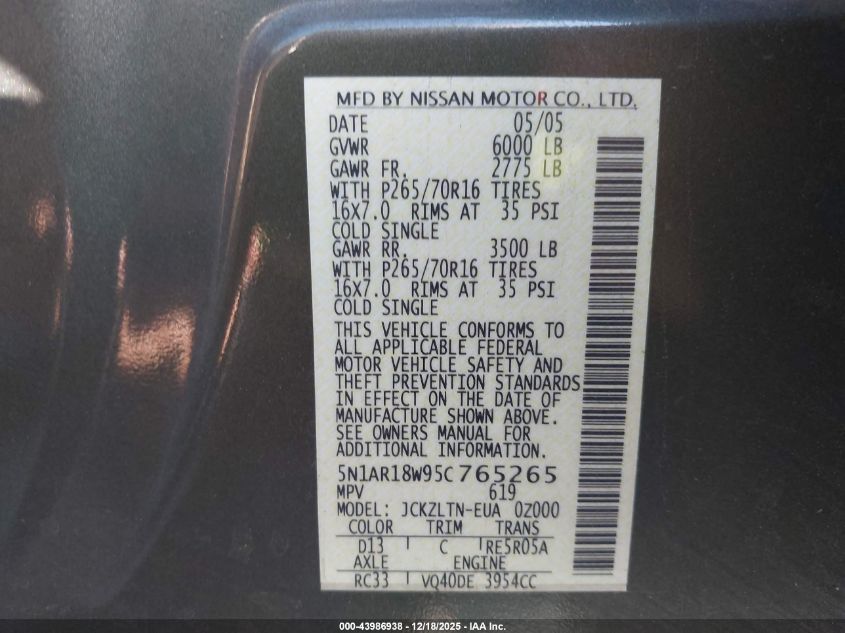 MFD BY NISSAN MOTOR CO., LTD.
DATE 05/05
GVWR 6000 LB
GAWR FR. 2775 LB
WITH P265/70R16 TIRES
16X7.0 RIMS AT 35 PSI
COLD SINGLE
GAWR RR. 3500 LB
WITH P265/70R16 TIRES
16X7.0 RIMS AT 35 PSI
COLD SINGLE
THIS VEHICLE CONFORMS TO
ALL APPLICABLE FEDERAL
MOTOR VEHICLE SAFETY AND
THEFT PREVENTION STANDARDS
IN EFFECT ON THE DATE OF
MANUFACTURE SHOWN ABOVE.
SEE OWNERS MANUAL FOR
ADDITIONAL INFORMATION.
5N1AR18W95C765265
MPV 619
MODEL: JCKZLTN-EUA 0Z000
COLOR TRIM TRANS
D13 C RE5R05A
AXLE ENGINE
RC33 VQ40DE 3954CC
000-43986938 - 12/18/2025 - IAA Inc.